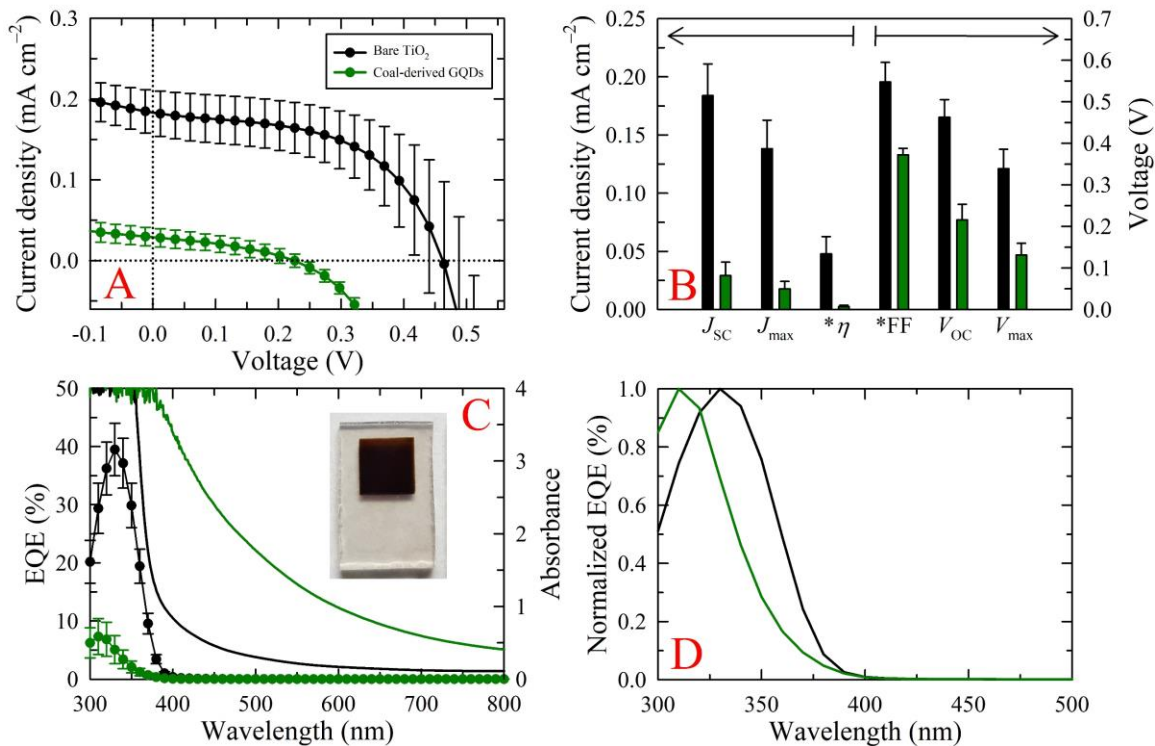 0.3
0.2
0.1
0.0
Current density (mA cm⁻²)
Bare TiO₂
Coal-derived GQDs
A
-0.1 0.0 0.1 0.2 0.3 0.4 0.5
Voltage (V)
0.25
0.20
0.15
0.10
0.05
0.00
Current density (mA cm⁻²)
B
0.7
0.6
0.5
0.4
0.3
0.2
0.1
0.0
Voltage (V)
J_SC J_max *η *FF V_OC V_max
50
40
30
20
10
0
EQE (%)
C
4
3
2
1
0
Absorbance
300 400 500 600 700 800
Wavelength (nm)
1.0
0.8
0.6
0.4
0.2
0.0
Normalized EQE (%)
D
300 350 400 450 500
Wavelength (nm)